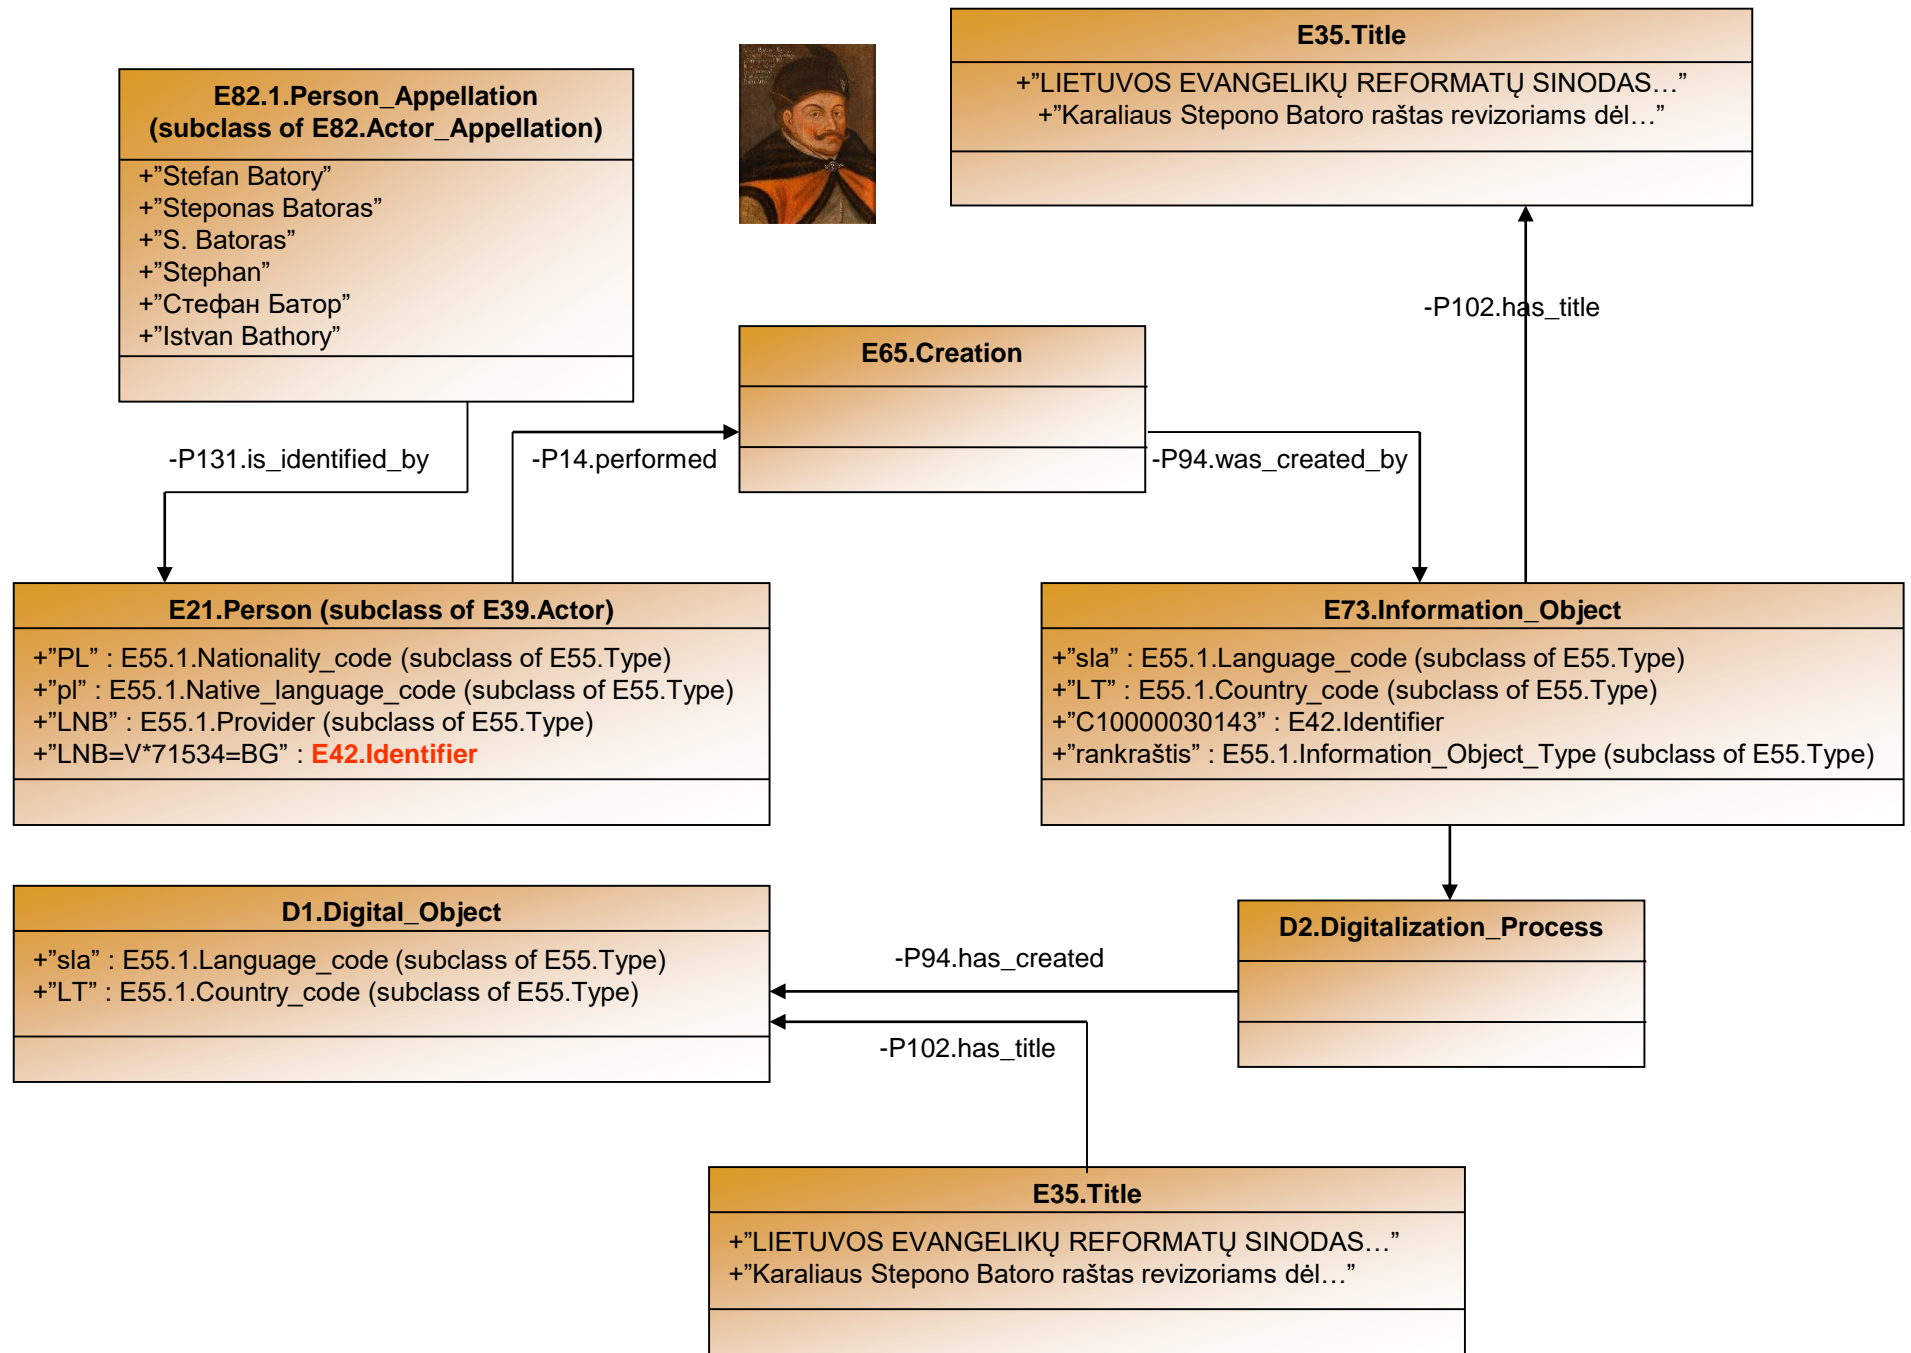 E82.1.Person_Appellation
(subclass of E82.Actor_Appellation)
+”Stefan Batory”
+”Steponas Batoras”
+”S. Batoras”
+”Stephan”
+”Стефан Батор”
+”Istvan Bathory”
E35.Title
+”LIETUVOS EVANGELIKŲ REFORMATŲ SINODAS…”
+”Karaliaus Stepono Batoro raštas revizoriams dėl…”
-P102.has_title
E65.Creation
-P131.is_identified_by
-P14.performed
-P94.was_created_by
E21.Person (subclass of E39.Actor)
+”PL” : E55.1.Nationality_code (subclass of E55.Type)
+”pl” : E55.1.Native_language_code (subclass of E55.Type)
+”LNB” : E55.1.Provider (subclass of E55.Type)
+”LNB=V*71534=BG” : E42.Identifier
E73.Information_Object
+”sla” : E55.1.Language_code (subclass of E55.Type)
+”LT” : E55.1.Country_code (subclass of E55.Type)
+”C10000030143” : E42.Identifier
+”rankraštis” : E55.1.Information_Object_Type (subclass of E55.Type)
D1.Digital_Object
+”sla” : E55.1.Language_code (subclass of E55.Type)
+”LT” : E55.1.Country_code (subclass of E55.Type)
-P94.has_created
D2.Digitalization_Process
-P102.has_title
E35.Title
+”LIETUVOS EVANGELIKŲ REFORMATŲ SINODAS…”
+”Karaliaus Stepono Batoro raštas revizoriams dėl…”